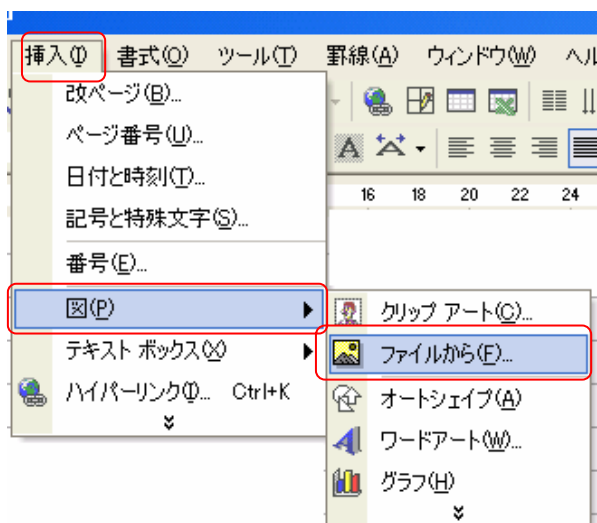 挿入(I) 書式(O) ツール(T) 罫線(A) ウィンドウ(W) ヘル
改ページ(B)...
ページ番号(U)...
日付と時刻(T)...
記号と特殊文字(S)...
番号(E)...
図(P)
テキスト ボックス(X)
ハイパーリンク(I)... Ctrl+K
A
16 18 20 22 24
クリップ アート(C)...
ファイルから(F)...
オートシェイプ(A)
ワードアート(W)...
グラフ(H)